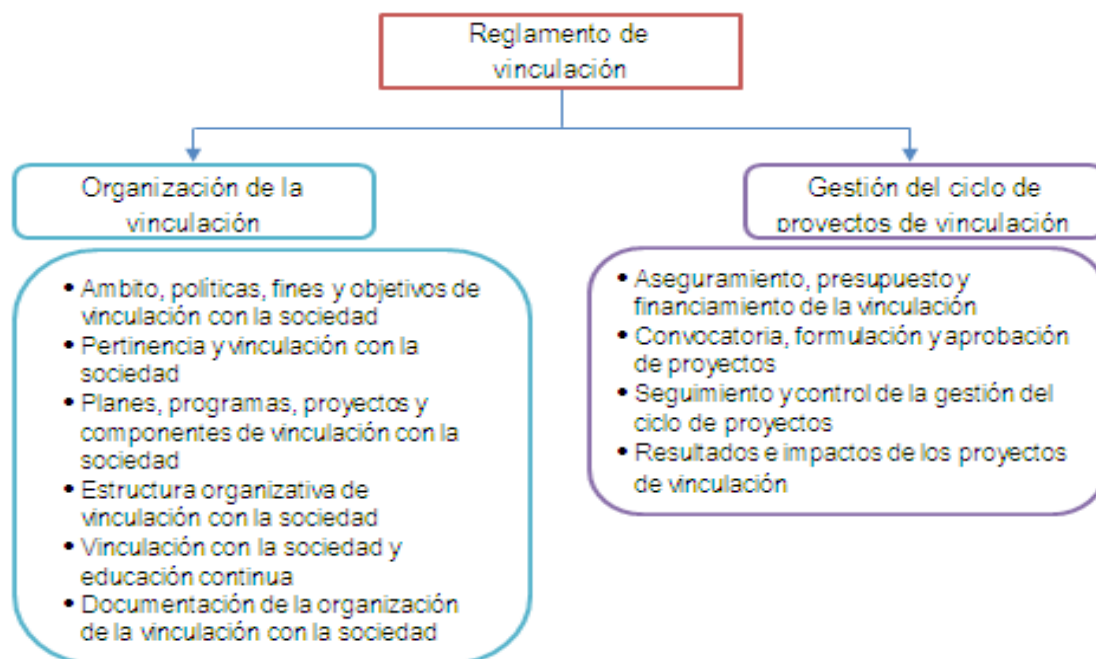 Reglamento de
vinculación
Organización de la
vinculación
• Ambito, políticas, fines y objetivos de
vinculación con la sociedad
• Pertinencia y vinculación con la
sociedad
• Planes, programas, proyectos y
componentes de vinculación con la
sociedad
• Estructura organizativa de
vinculación con la sociedad
• Vinculación con la sociedad y
educación continua
• Documentación de la organización
de la vinculación con la sociedad
Gestión del ciclo de
proyectos de vinculación
• Aseguramiento, presupuesto y
financiamiento de la vinculación
• Convocatoria, formulación y aprobación
de proyectos
• Seguimiento y control de la gestión del
ciclo de proyectos
• Resultados e impactos de los proyectos
de vinculación